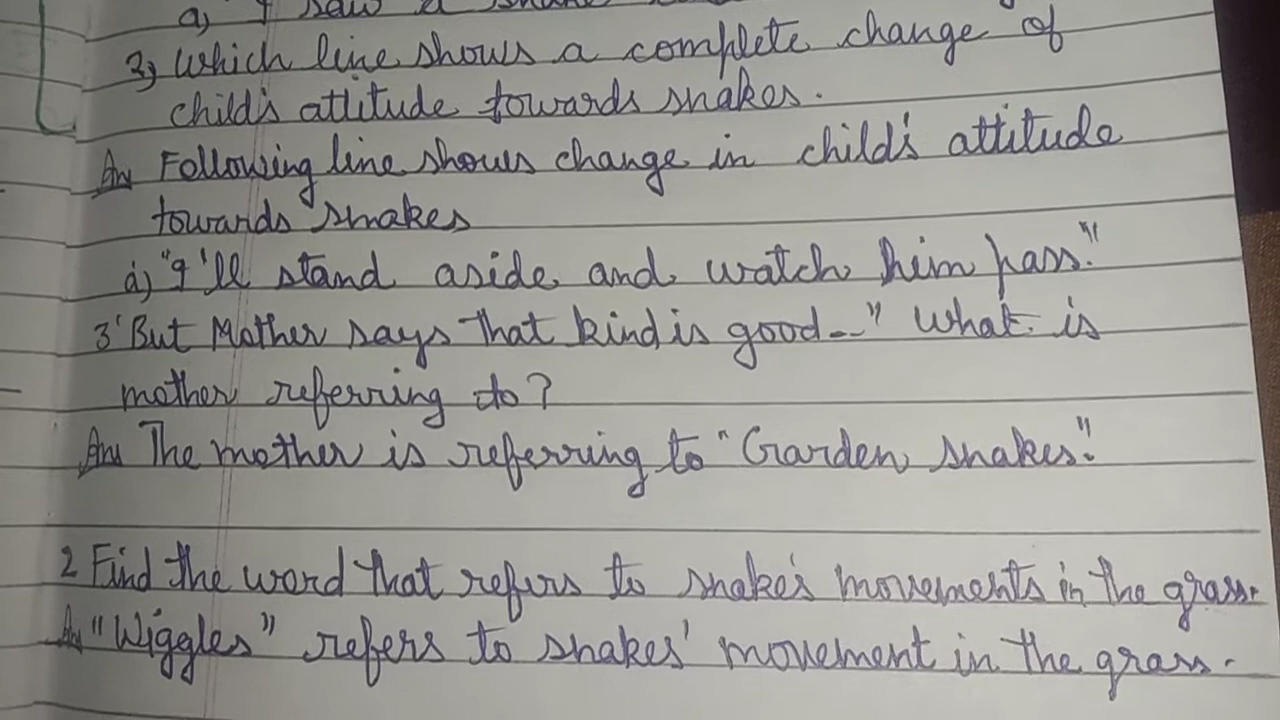 a) I saw a snake
3) Which line shows a complete change of
child's attitude towards snakes.
Ans Following line shows change in child's attitude
towards snakes
a) "I'll stand aside and watch him pass."
3 'But Mother says that kind is good--" What is
mother referring to?
Ans The mother is referring to "Garden snakes."
2 Find the word that refers to snake's movements in the grass.
Ans "Wiggles" refers to snakes' movement in the grass.